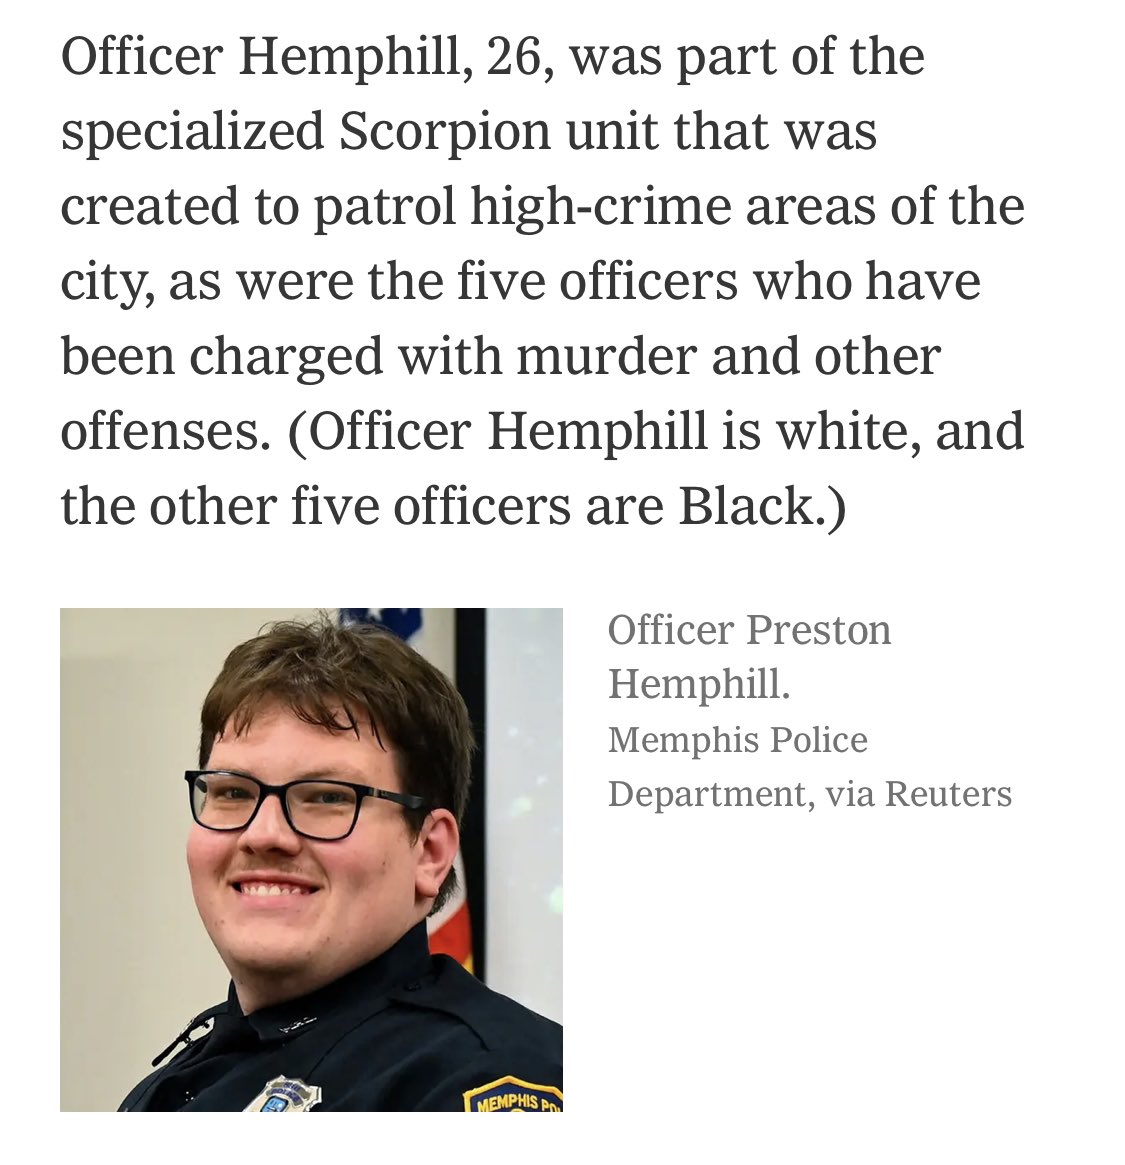 Officer Hemphill, 26, was part of the
specialized Scorpion unit that was
created to patrol high-crime areas of the
city, as were the five officers who have
been charged with murder and other
offenses. (Officer Hemphill is white, and
the other five officers are Black.)
Officer Preston
Hemphill.
Memphis Police
Department, via Reuters
MEMPHIS